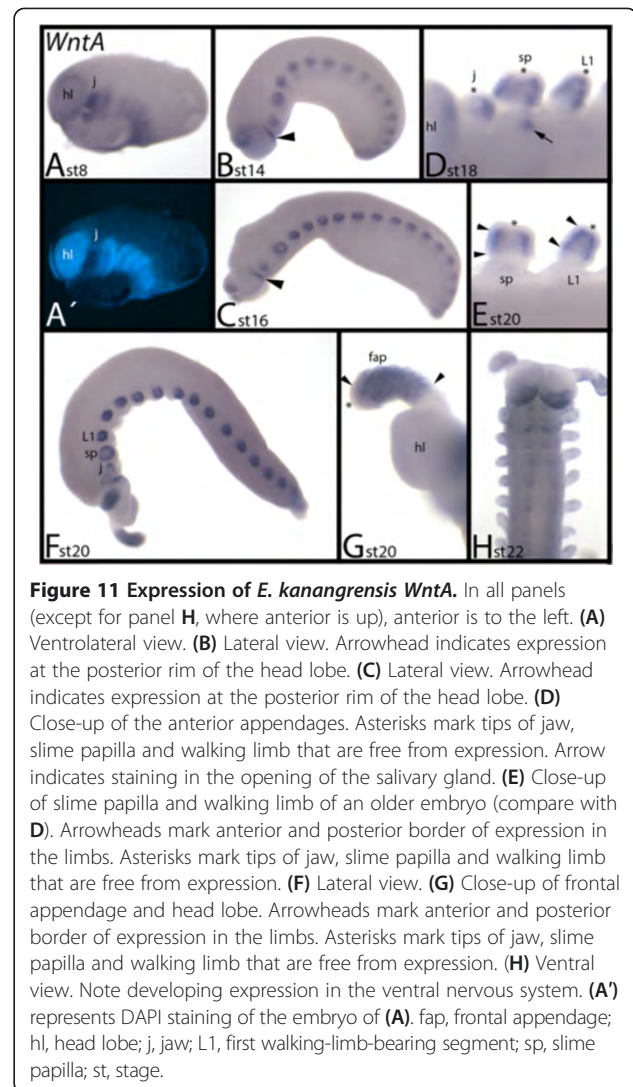 WntA
hl
j
A st8
B st14
j
*
sp
*
L1
*
hl
D st18
hl
j
A´
C st16
*
*
sp
L1
E st20
L1
sp
j
F st20
fap
*
hl
G st20
H st22
Figure 11 Expression of E. kanangrensis WntA. In all panels
(except for panel H, where anterior is up), anterior is to the left. (A)
Ventrolateral view. (B) Lateral view. Arrowhead indicates expression
at the posterior rim of the head lobe. (C) Lateral view. Arrowhead
indicates expression at the posterior rim of the head lobe. (D)
Close-up of the anterior appendages. Asterisks mark tips of jaw,
slime papilla and walking limb that are free from expression. Arrow
indicates staining in the opening of the salivary gland. (E) Close-up
of slime papilla and walking limb of an older embryo (compare with
D). Arrowheads mark anterior and posterior border of expression in
the limbs. Asterisks mark tips of jaw, slime papilla and walking limb
that are free from expression. (F) Lateral view. (G) Close-up of frontal
appendage and head lobe. Arrowheads mark anterior and posterior
border of expression in the limbs. Asterisks mark tips of jaw, slime
papilla and walking limb that are free from expression. (H) Ventral
view. Note developing expression in the ventral nervous system. (A′)
represents DAPI staining of the embryo of (A). fap, frontal appendage;
hl, head lobe; j, jaw; L1, first walking-limb-bearing segment; sp, slime
papilla; st, stage.